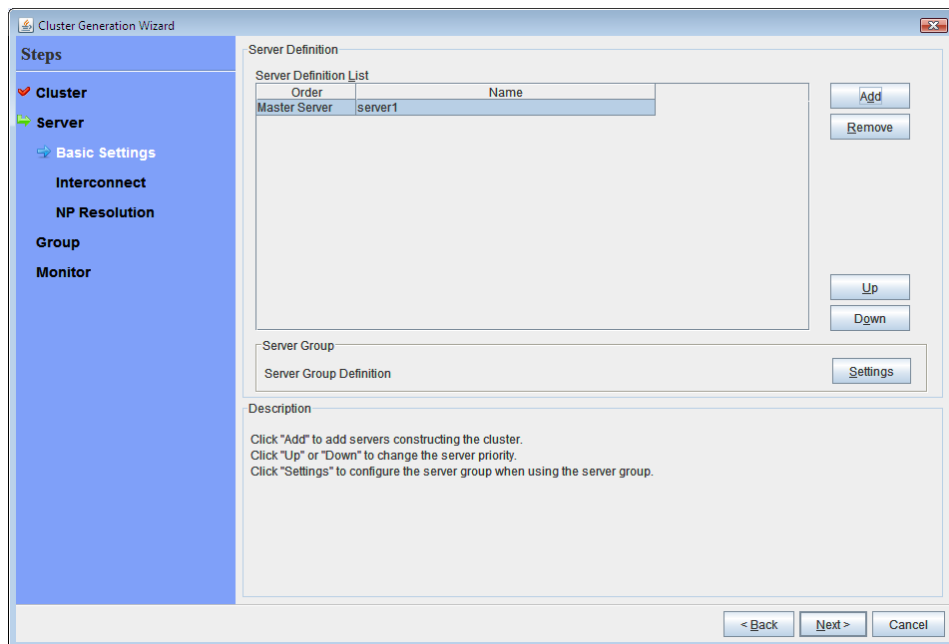 Cluster Generation Wizard
Steps
Cluster
Server
Basic Settings
Interconnect
NP Resolution
Group
Monitor
Server Definition
Server Definition List
Order Name
Master Server server1
Add
Remove
Up
Down
Server Group
Server Group Definition
Settings
Description
Click "Add" to add servers constructing the cluster.
Click "Up" or "Down" to change the server priority.
Click "Settings" to configure the server group when using the server group.
< Back Next > Cancel